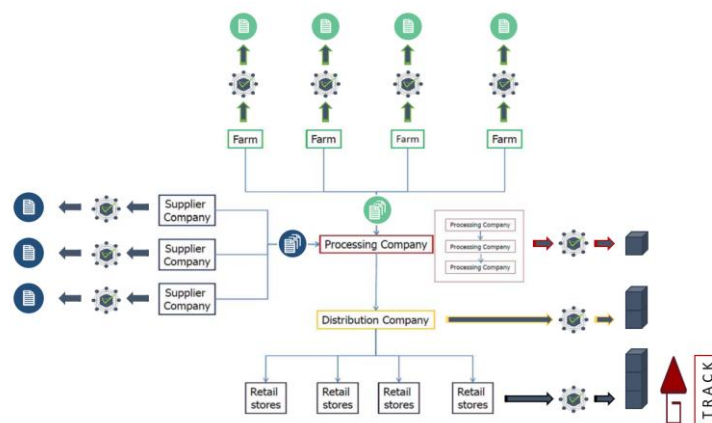 Farm
Farm
Farm
Farm
Supplier
Company
Supplier
Company
Supplier
Company
Processing Company
Processing Company
Processing Company
Processing Company
Distribution Company
Retail
stores
Retail
stores
Retail
stores
Retail
stores
TRACK